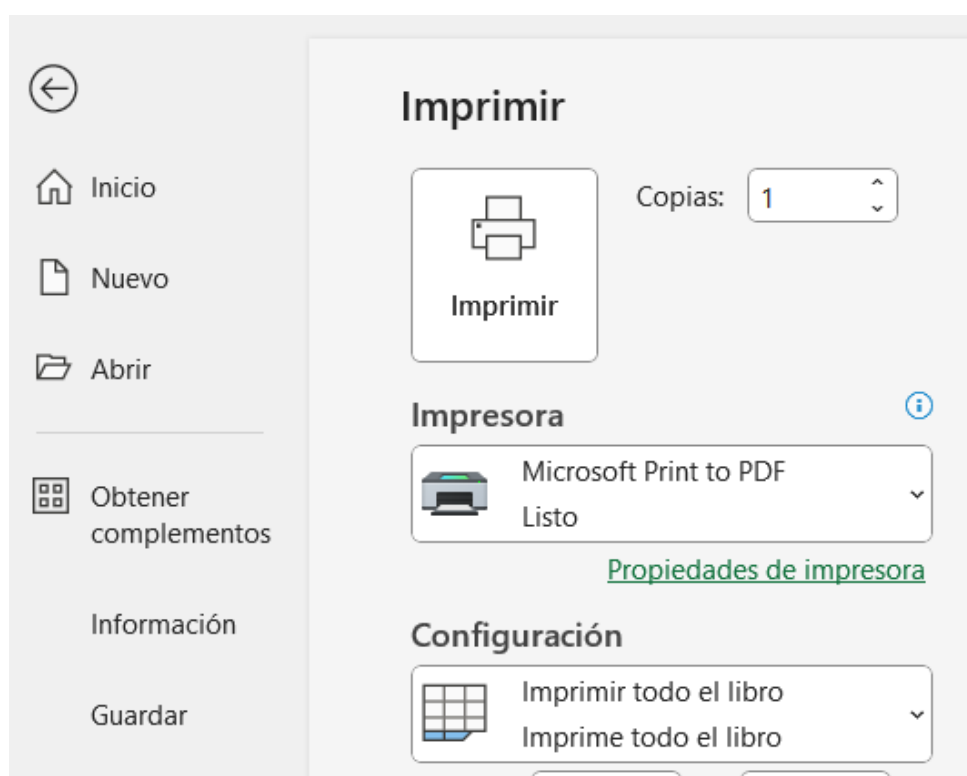 Imprimir
Inicio
Nuevo
Abrir
Obtener
complementos
Información
Guardar
Imprimir
Copias: 1
Impresora
Microsoft Print to PDF
Listo
Propiedades de impresora
Configuración
Imprimir todo el libro
Imprime todo el libro